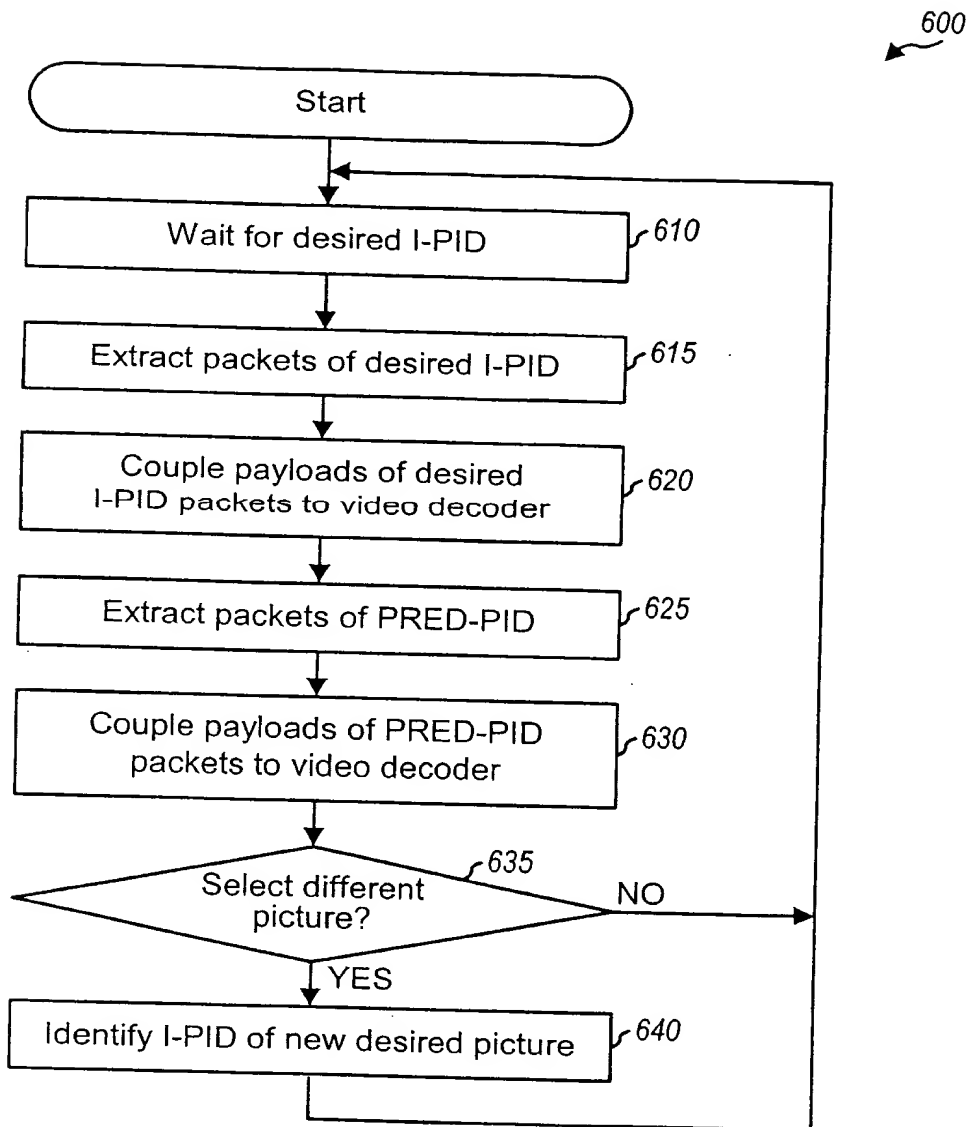 600
Start
Wait for desired I-PID
610
Extract packets of desired I-PID
615
Couple payloads of desired
I-PID packets to video decoder
620
Extract packets of PRED-PID
625
Couple payloads of PRED-PID
packets to video decoder
630
635
Select different
picture?
NO
YES
Identify I-PID of new desired picture
640